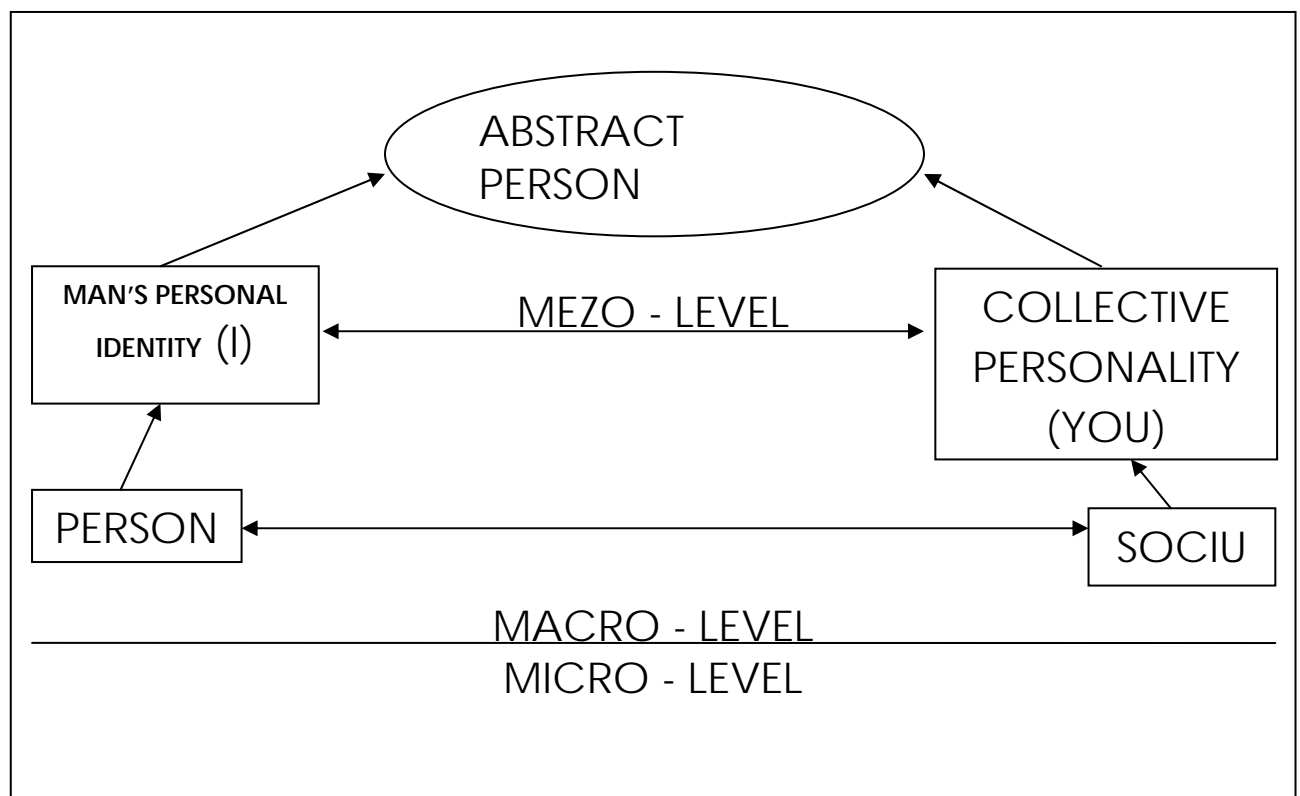 ABSTRACT
PERSON
MAN'S PERSONAL
IDENTITY (I)
MEZO - LEVEL
COLLECTIVE
PERSONALITY
(YOU)
PERSON
SOCIU
MACRO - LEVEL
MICRO - LEVEL